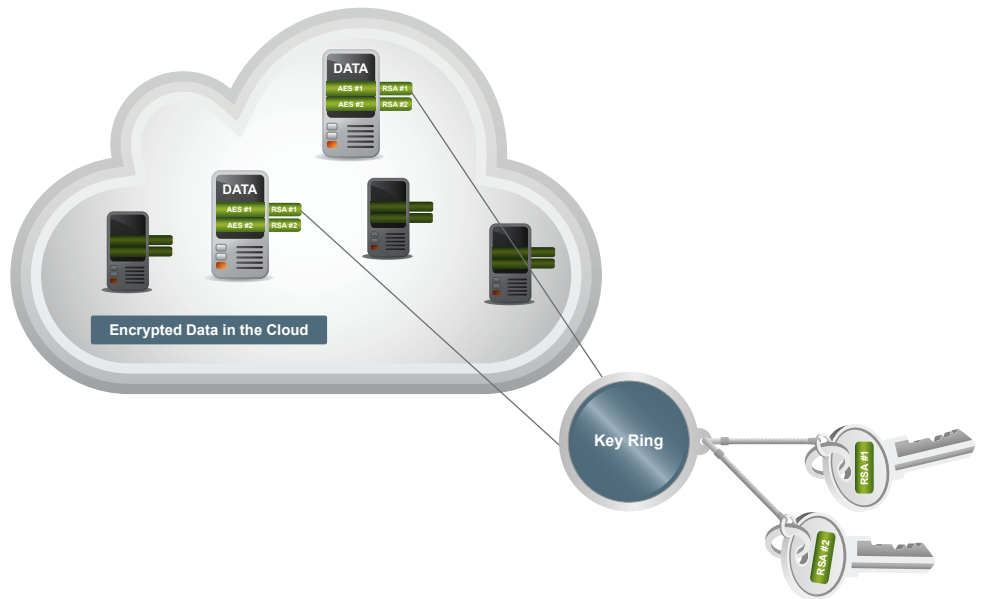 DATA
AES #1 RSA #1
AES #2 RSA #2
DATA
AES #1 RSA #1
AES #2 RSA #2
Encrypted Data in the Cloud
Key Ring
RSA #1
RSA #2